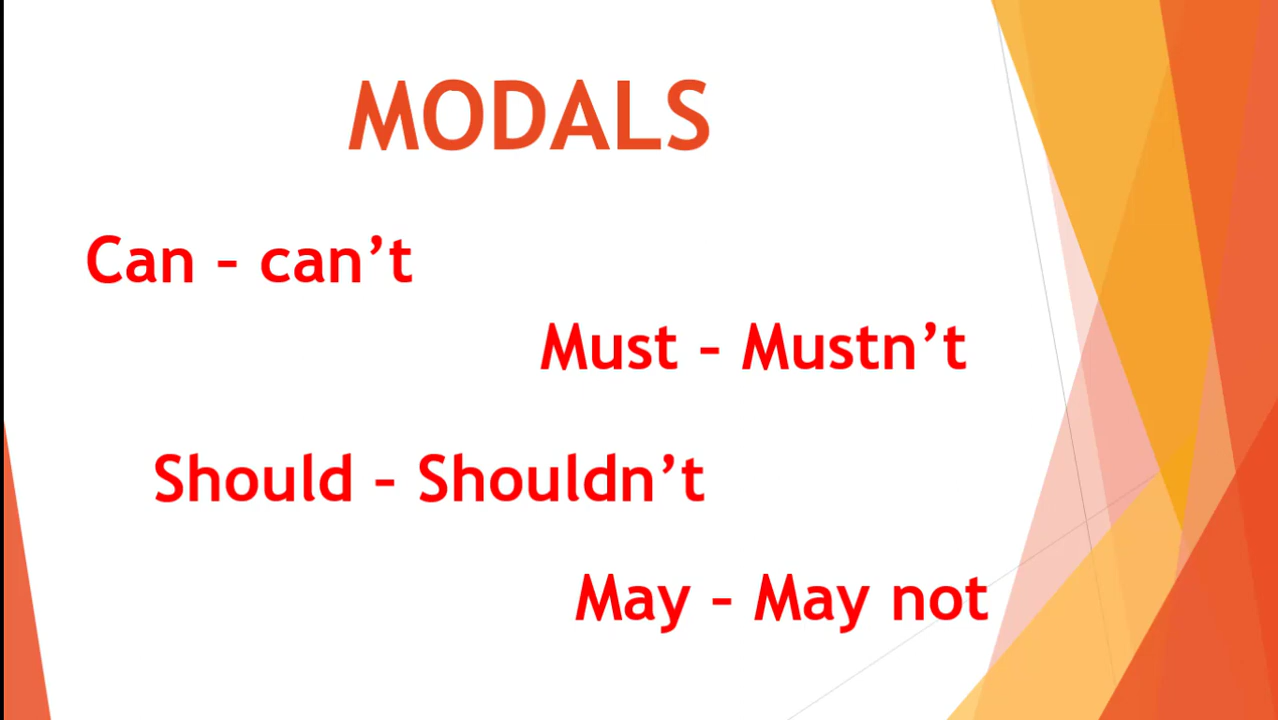 MODALS
Can – can’t
Must – Mustn’t
Should – Shouldn’t
May – May not